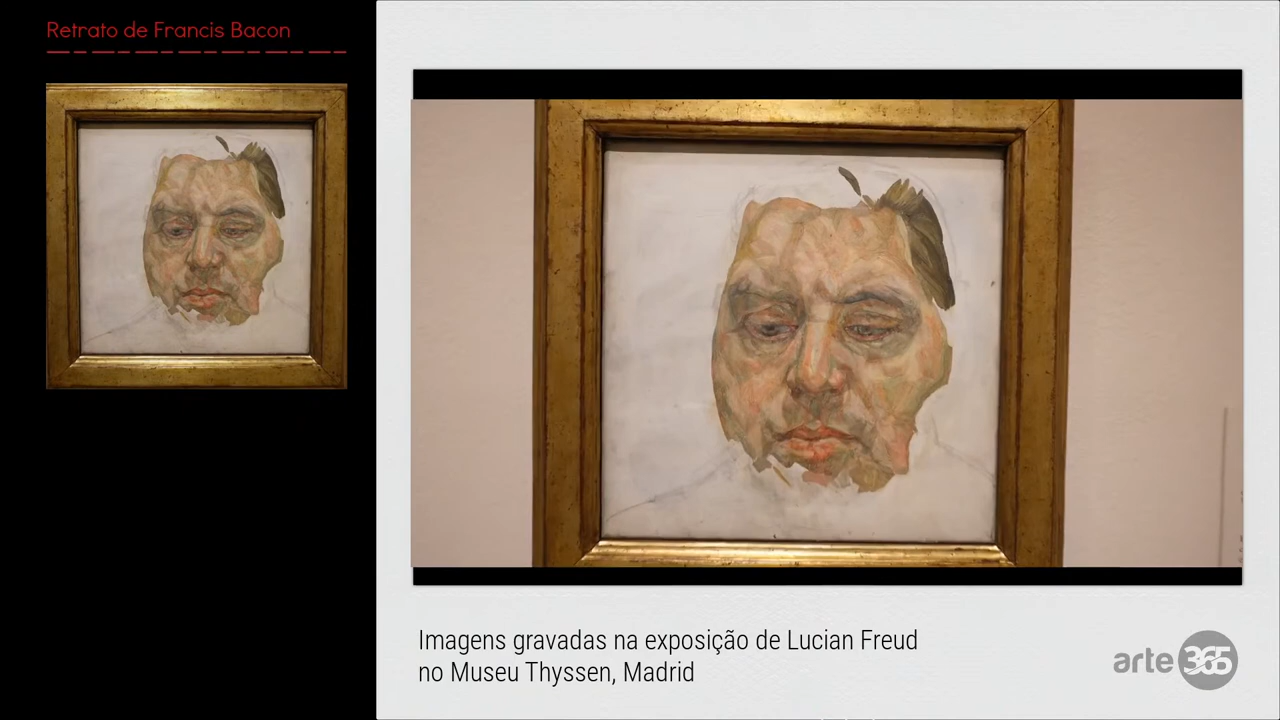 Retrato de Francis Bacon
Imagens gravadas na exposição de Lucian Freud
no Museu Thyssen, Madrid
arte 365